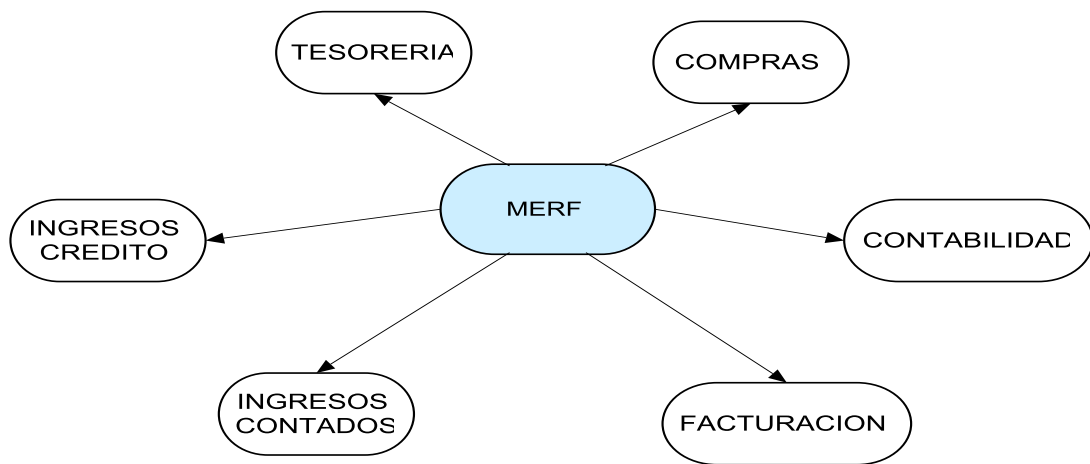 TESORERIA
COMPRAS
MERF
INGRESOS
CREDITO
CONTABILIDAD
INGRESOS
CONTADOS
FACTURACION